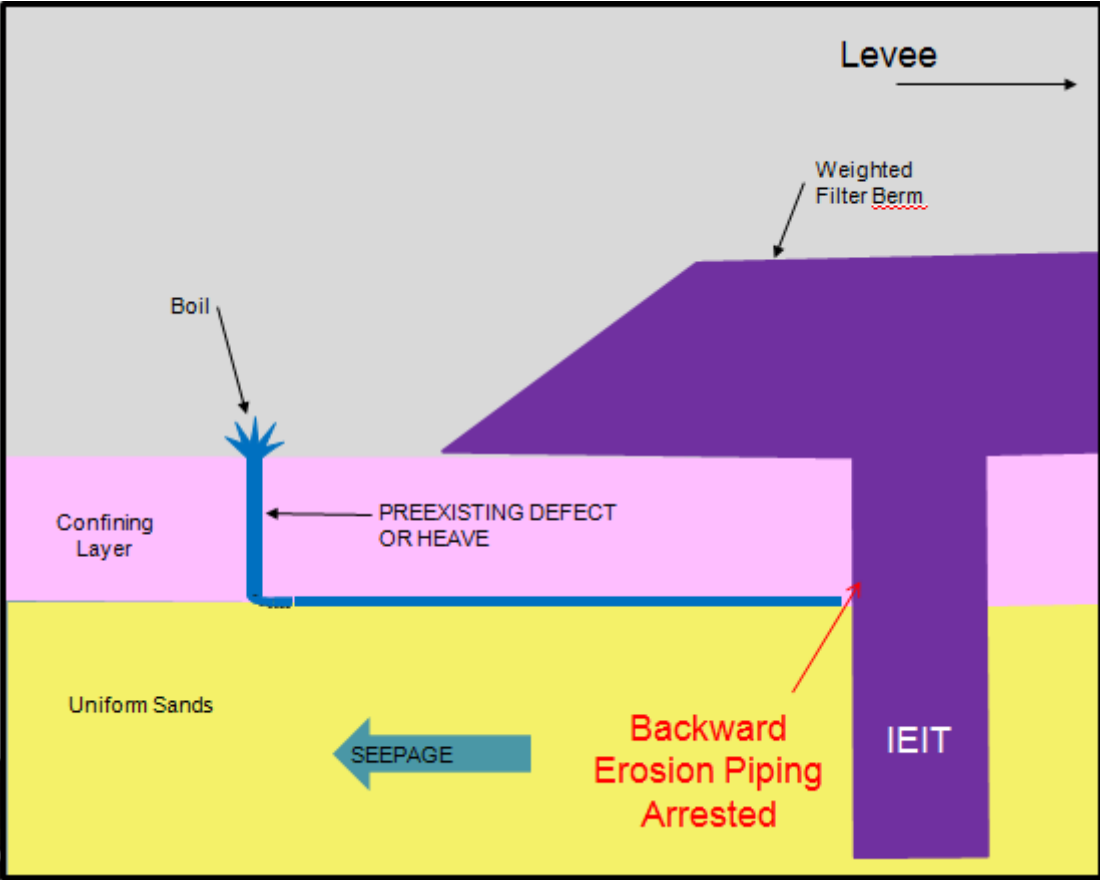 Levee
Weighted
Filter Berm
Boil
Confining
Layer
PREEXISTING DEFECT
OR HEAVE
Uniform Sands
SEEPAGE
Backward
Erosion Piping
Arrested
IEIT